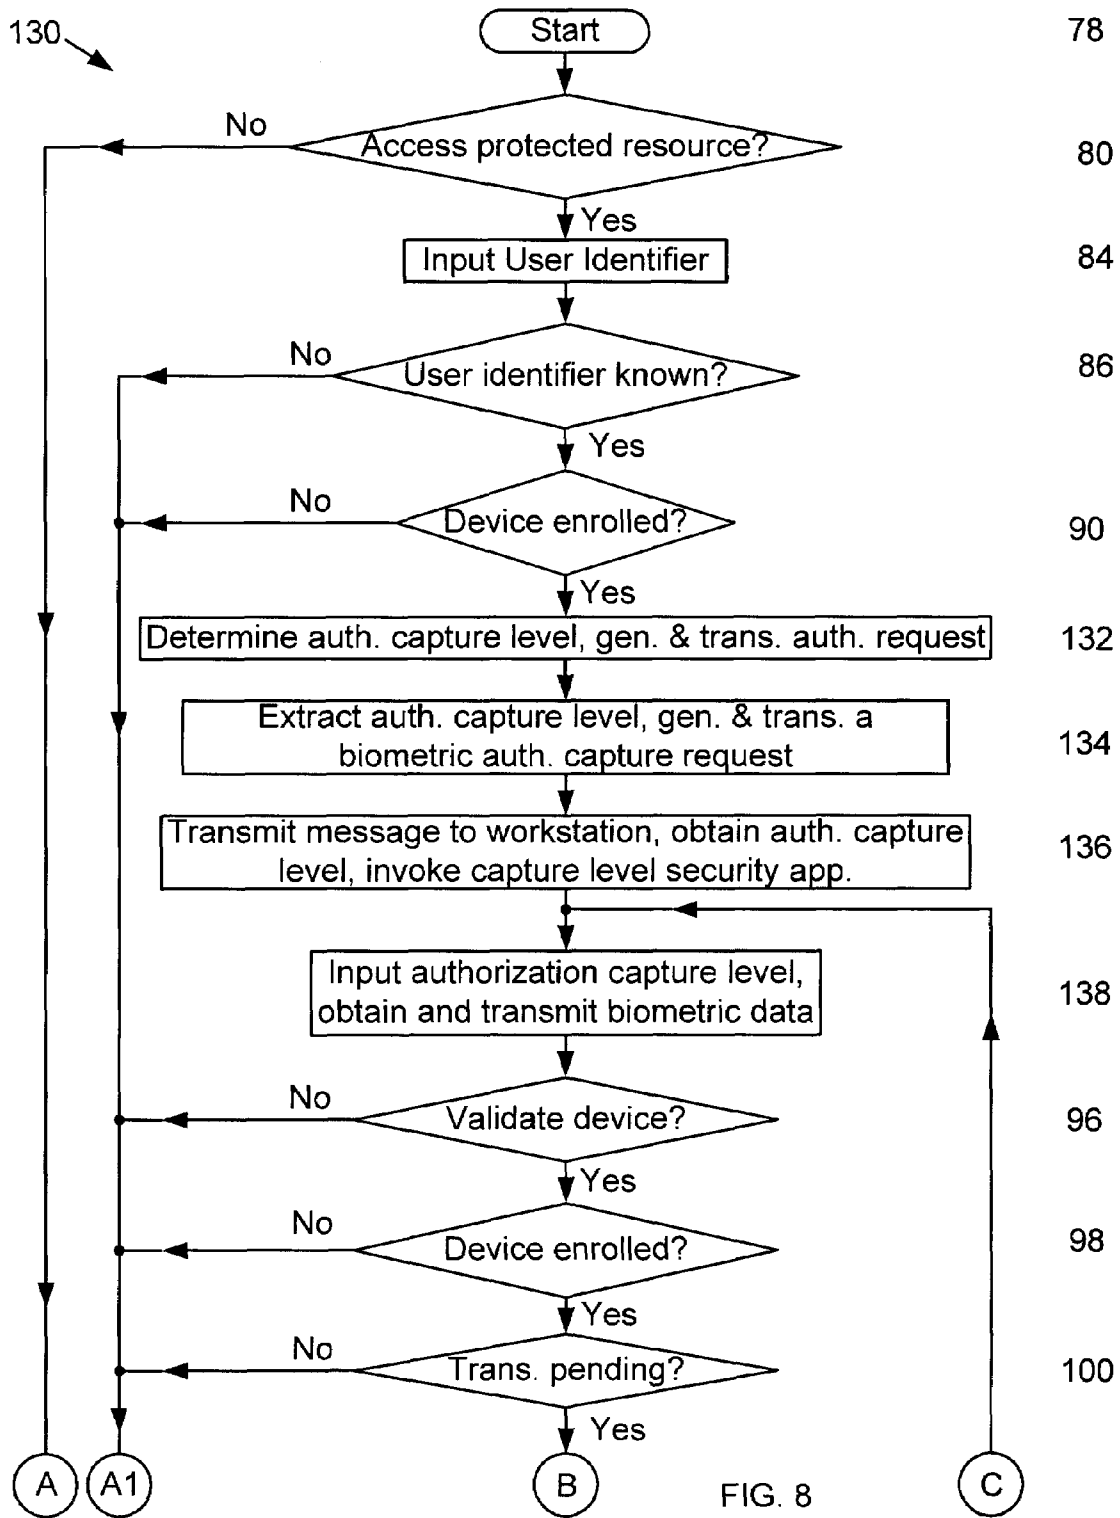 130
Start
78
No
Access protected resource?
80
Yes
Input User Identifier
84
No
User identifier known?
86
Yes
No
Device enrolled?
90
Yes
Determine auth. capture level, gen. & trans. auth. request
132
Extract auth. capture level, gen. & trans. a
biometric auth. capture request
134
Transmit message to workstation, obtain auth. capture
level, invoke capture level security app.
136
Input authorization capture level,
obtain and transmit biometric data
138
No
Validate device?
96
Yes
No
Device enrolled?
98
Yes
No
Trans. pending?
100
Yes
A
A1
B
FIG. 8
C